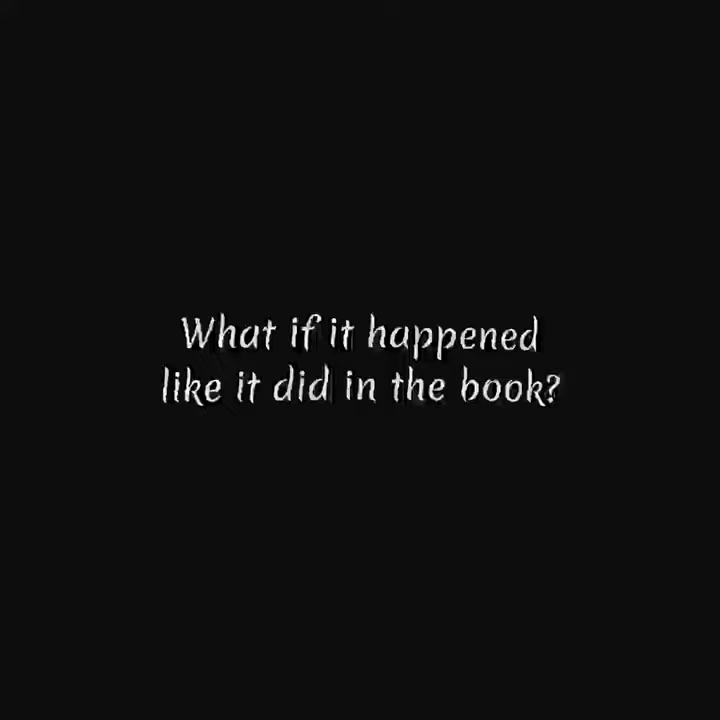 What if it happened
like it did in the book?